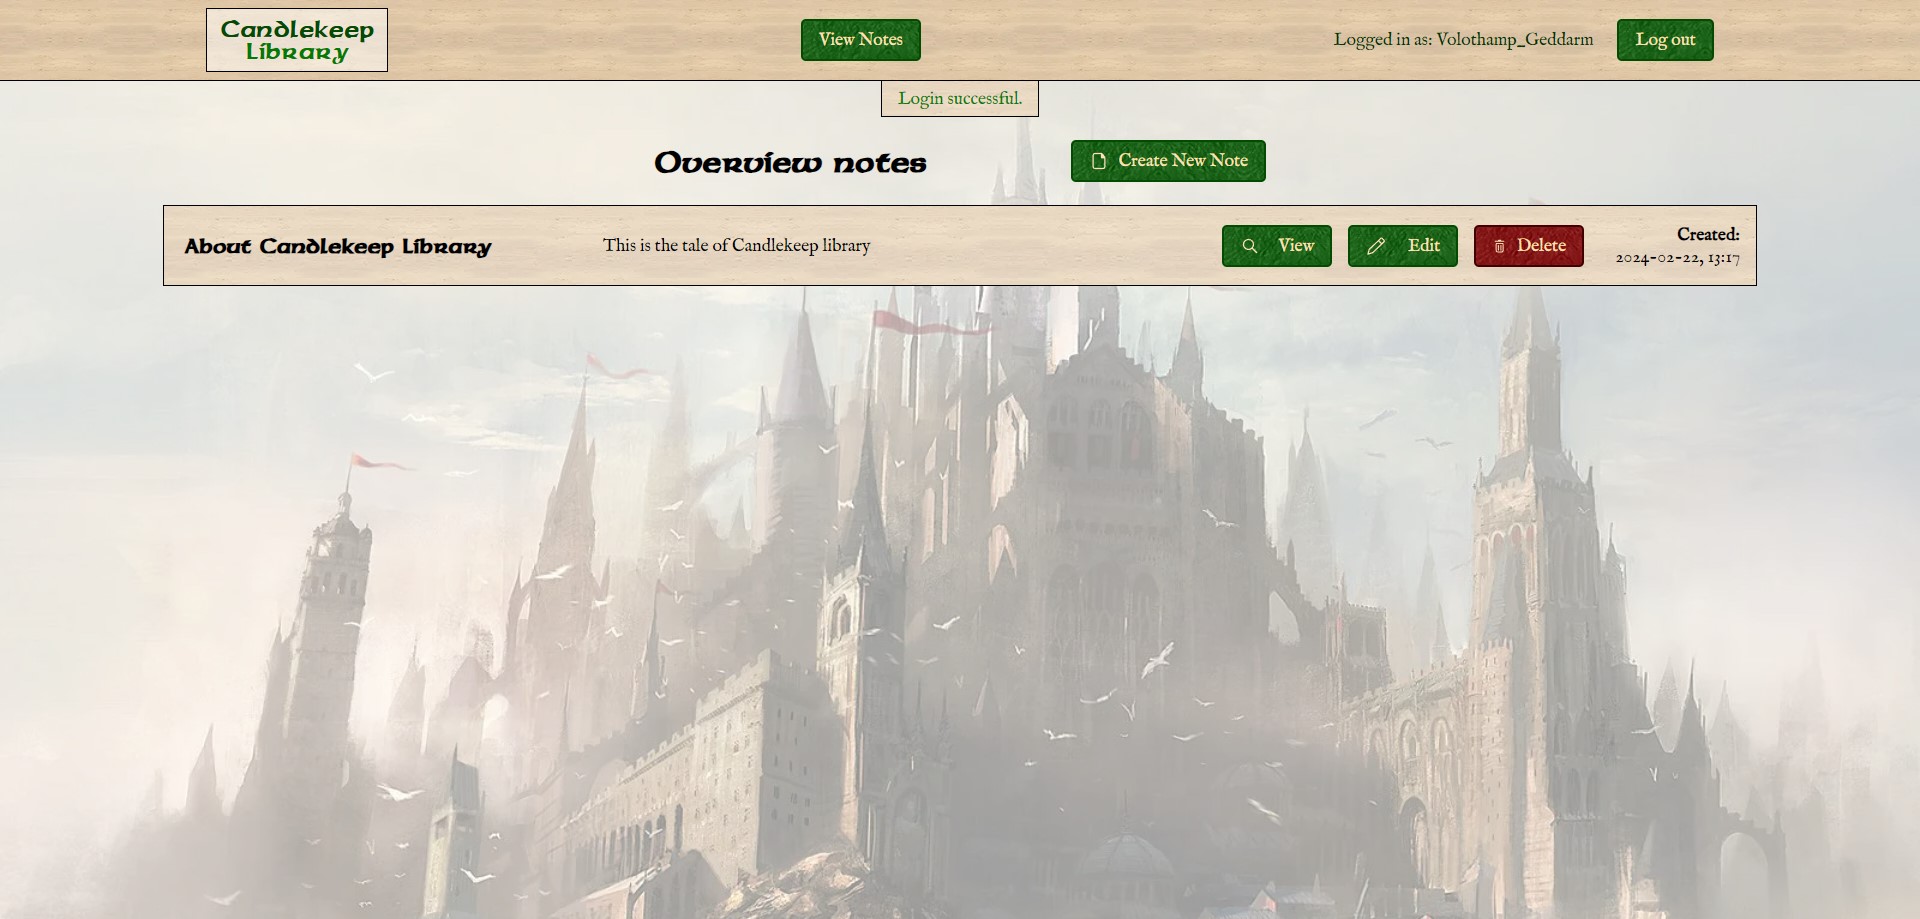 Candlekeep
Library
View Notes
Logged in as: Volothamp_Geddarm
Log out
Login successful.
Overview notes
Create New Note
About Candlekeep Library
This is the tale of Candlekeep library
View
Edit
Delete
Created:
2024-02-22, 13:17